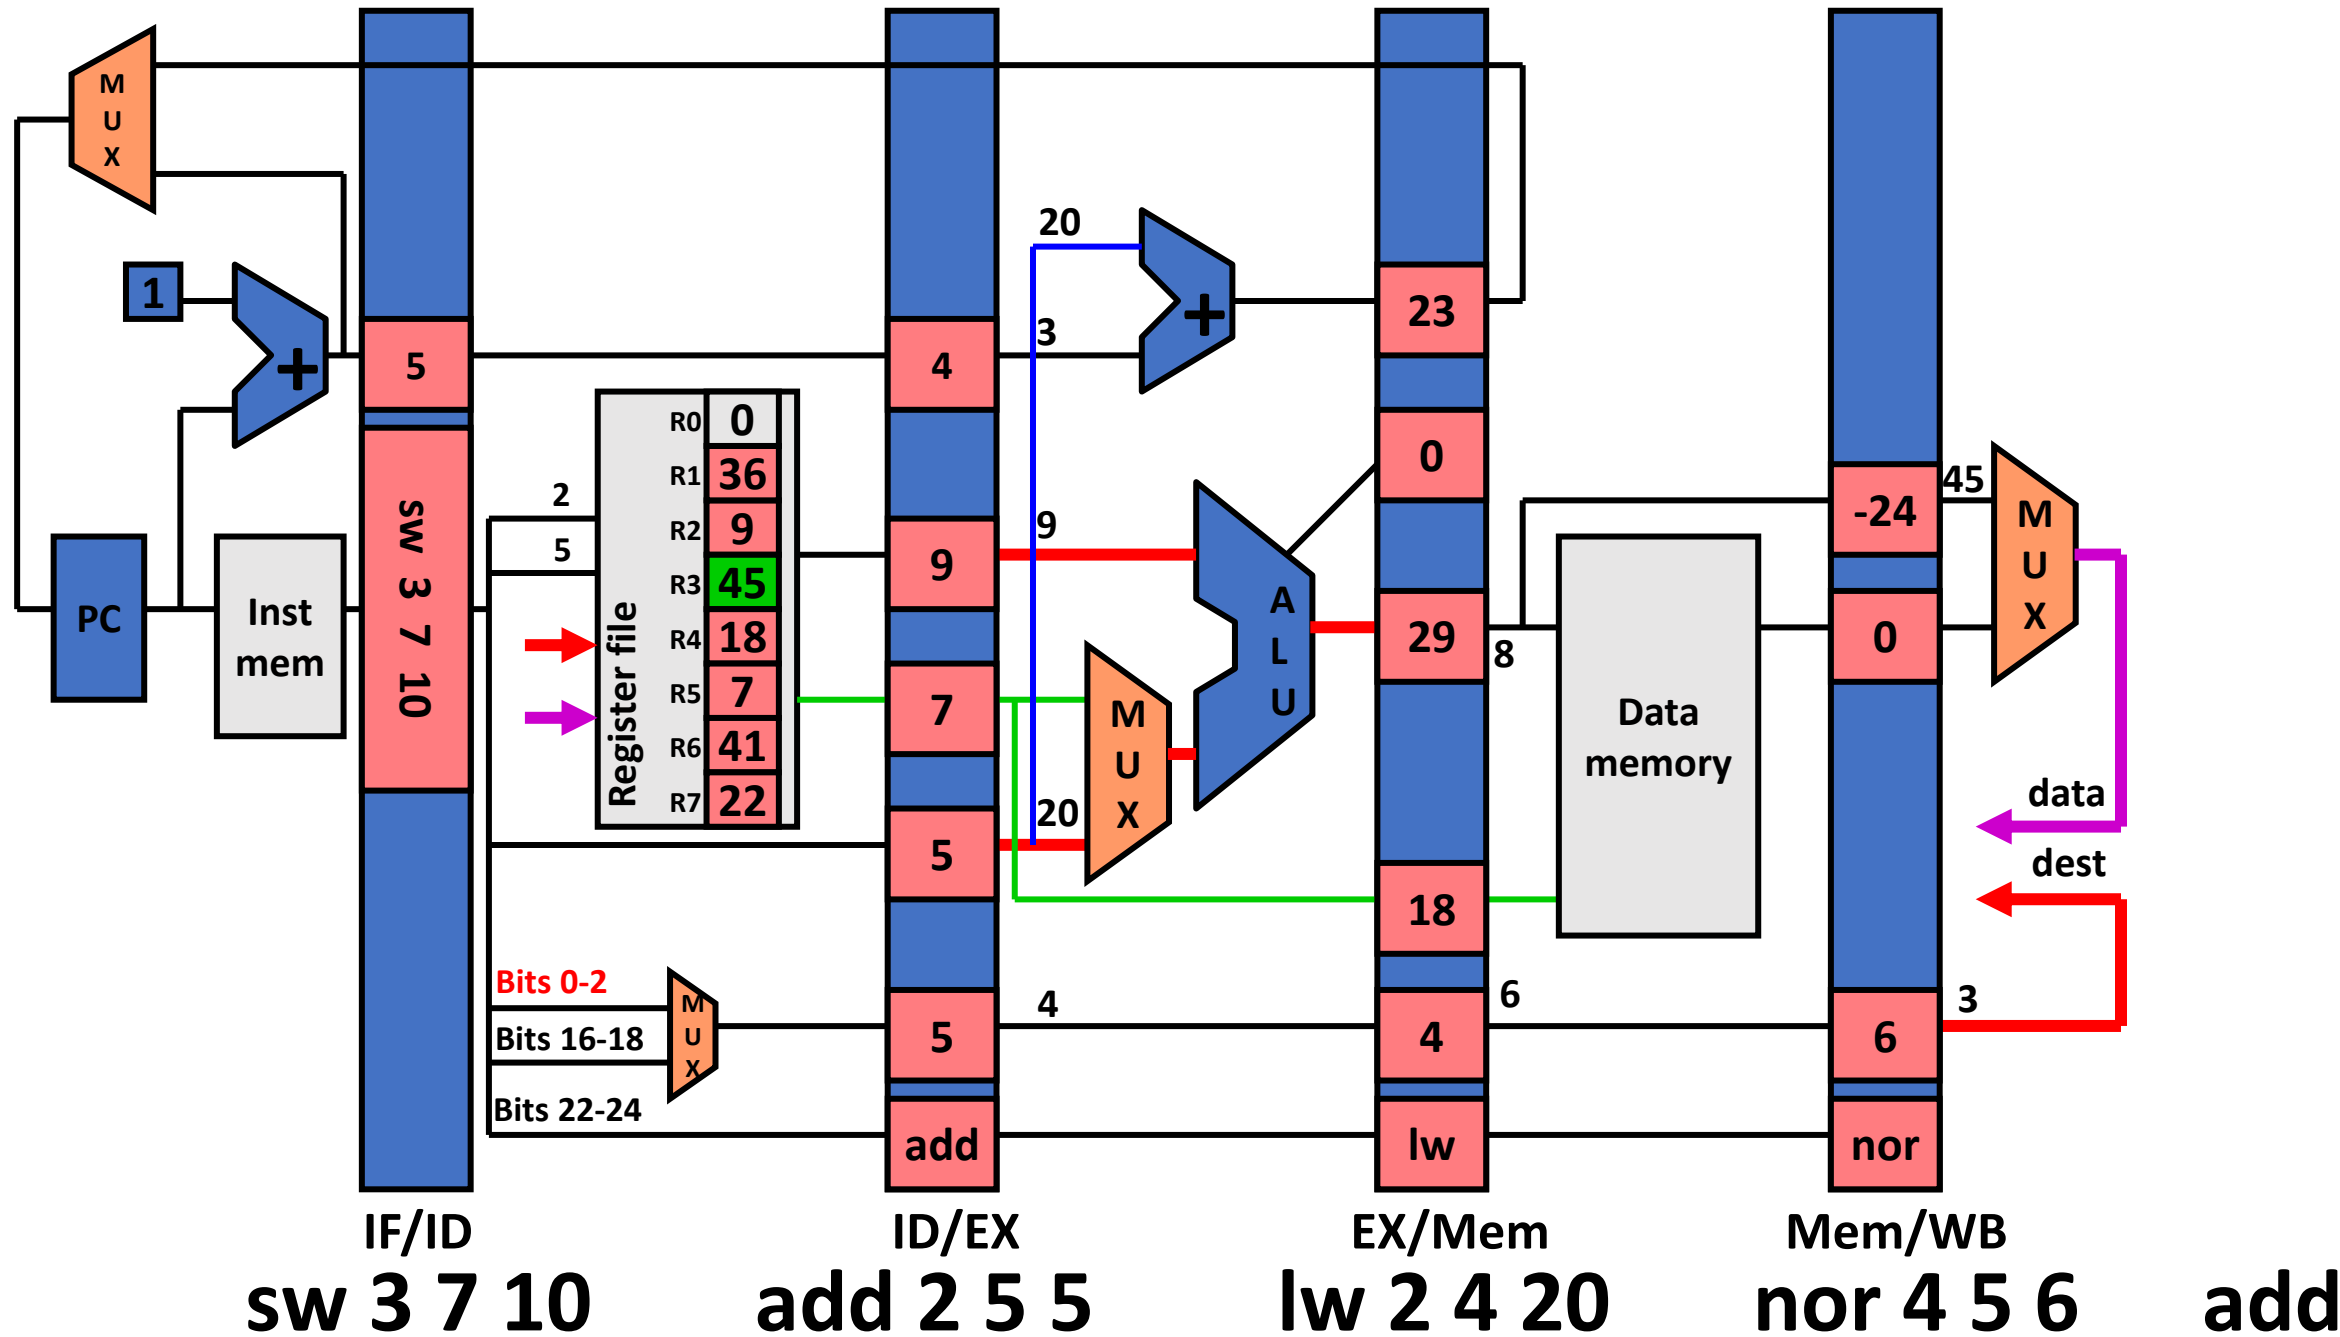 M
U
X
1
+
PC
Inst
mem
5
sw 3 7 10
2
5
Register file
R0 0
R1 36
R2 9
R3 45
R4 18
R5 7
R6 41
R7 22
Bits 0-2
Bits 16-18
Bits 22-24
M
U
X
4
9
7
5
5
add
20
3
9
20
4
+
M
U
X
A
L
U
23
0
29
18
4
lw
8
6
Data
memory
-24
0
6
nor
45
3
M
U
X
data
dest
IF/ID
ID/EX
EX/Mem
Mem/WB
sw 3 7 10
add 2 5 5
lw 2 4 20
nor 4 5 6
add